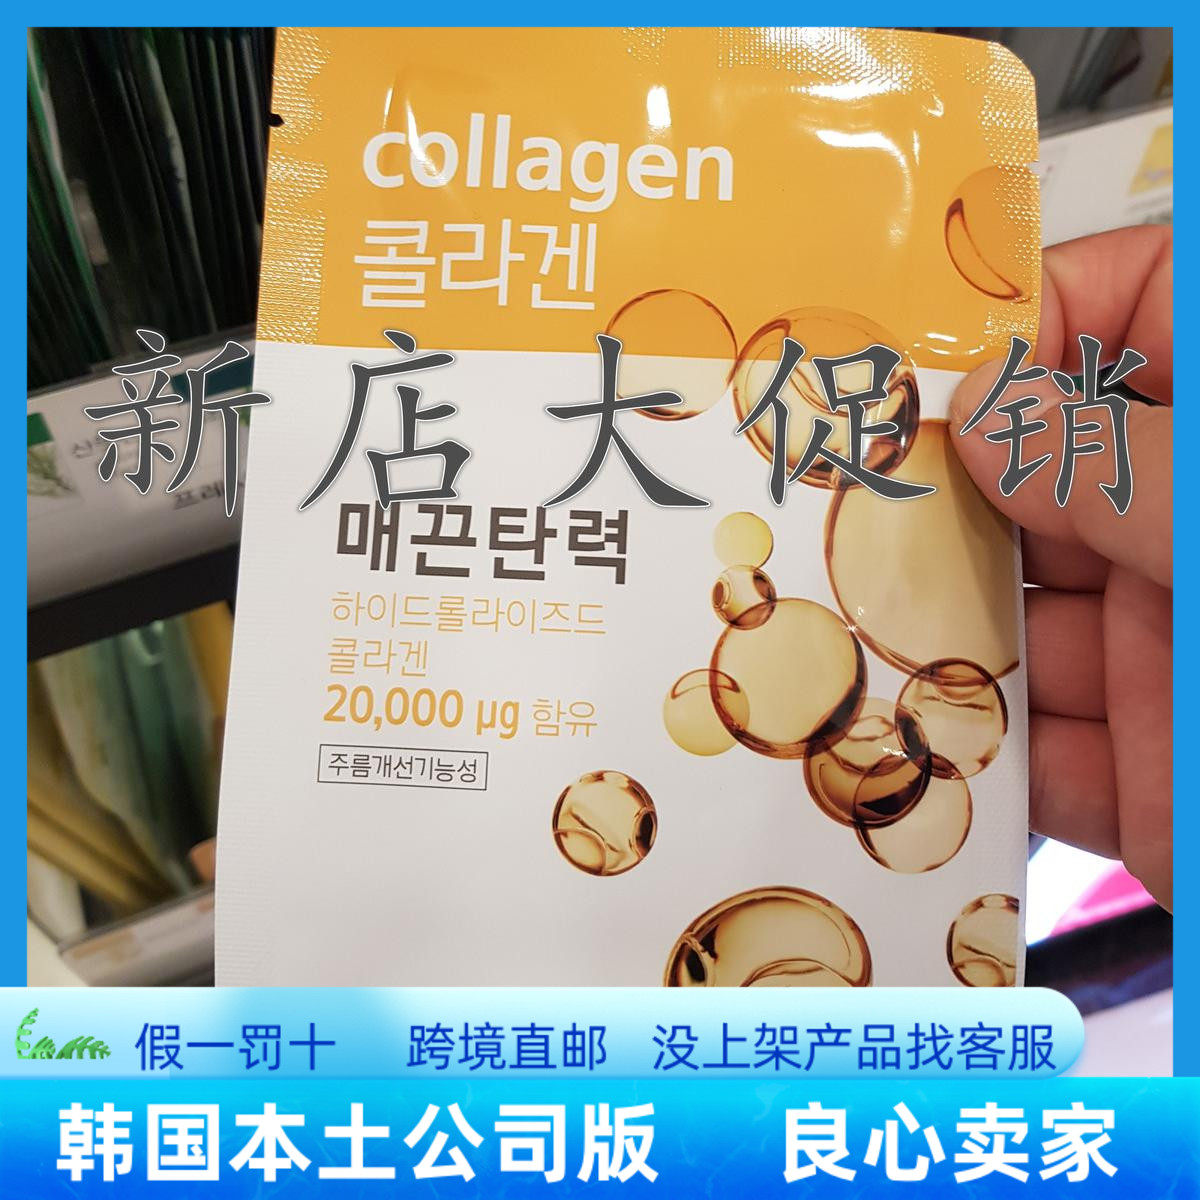 collagen
콜라겐
新店大促销
매끈탄력
하이드롤라이즈드
콜라겐
20,000 μg 함유
주름개선기능성
假一罚十 跨境直邮 没上架产品找客服
韩国本土公司版 良心卖家